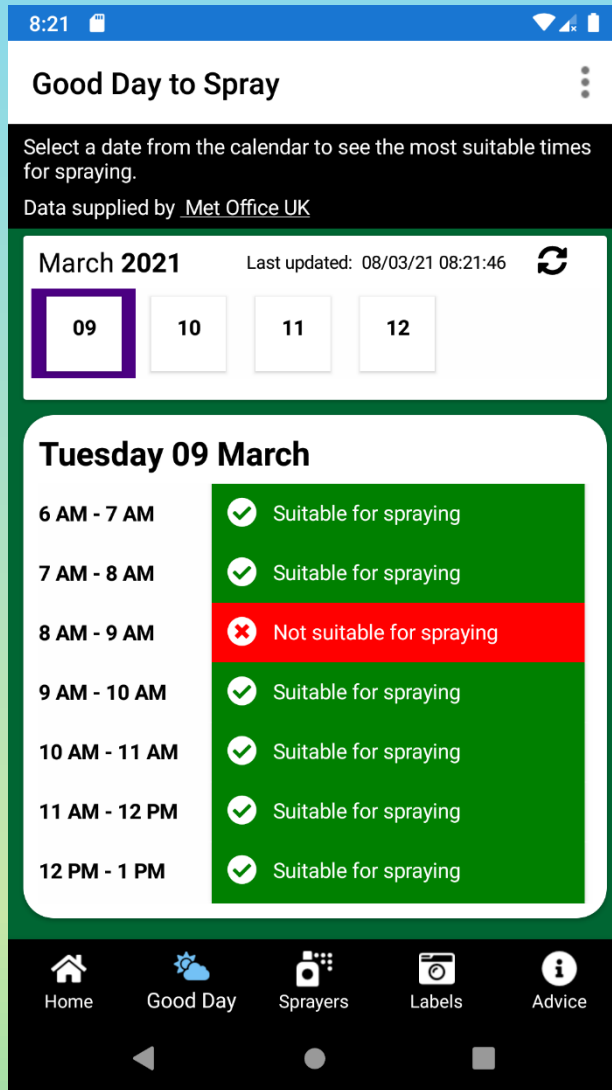 8:21
Good Day to Spray
Select a date from the calendar to see the most suitable times
for spraying.
Data supplied by Met Office UK
March 2021 Last updated: 08/03/21 08:21:46
09 10 11 12
Tuesday 09 March
6 AM - 7 AM Suitable for spraying
7 AM - 8 AM Suitable for spraying
8 AM - 9 AM Not suitable for spraying
9 AM - 10 AM Suitable for spraying
10 AM - 11 AM Suitable for spraying
11 AM - 12 PM Suitable for spraying
12 PM - 1 PM Suitable for spraying
Home Good Day Sprayers Labels Advice